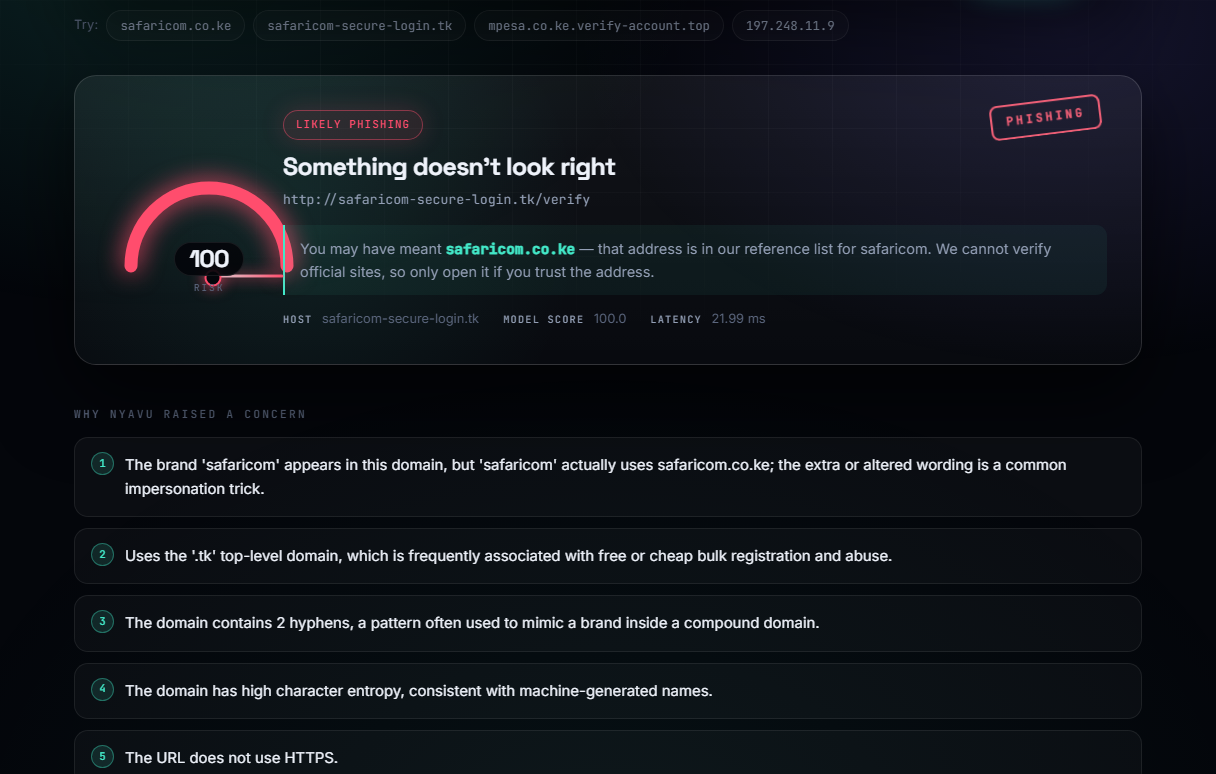 Try: safaricom.co.ke safaricom-secure-login.tk mpesa.co.ke.verify-account.top 197.248.11.9
LIKELY PHISHING
PHISHING
Something doesn’t look right
http://safaricom-secure-login.tk/verify
100
RISK
You may have meant safaricom.co.ke — that address is in our reference list for safaricom. We cannot verify
official sites, so only open it if you trust the address.
HOST safaricom-secure-login.tk MODEL SCORE 100.0 LATENCY 21.99 ms
WHY NYAVU RAISED A CONCERN
1 The brand 'safaricom' appears in this domain, but 'safaricom' actually uses safaricom.co.ke; the extra or altered wording is a common
impersonation trick.
2 Uses the '.tk' top-level domain, which is frequently associated with free or cheap bulk registration and abuse.
3 The domain contains 2 hyphens, a pattern often used to mimic a brand inside a compound domain.
4 The domain has high character entropy, consistent with machine-generated names.
5 The URL does not use HTTPS.